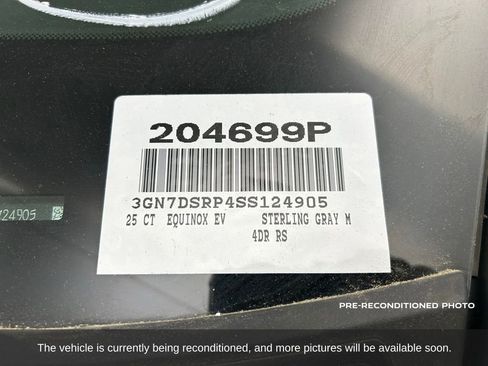 204699P
3GN7DSRP4SS124905
25 CT EQUINOX EV STERLING GRAY M
4DR RS
124905
PRE-RECONDITIONED PHOTO
The vehicle is currently being reconditioned, and more pictures will be available soon.